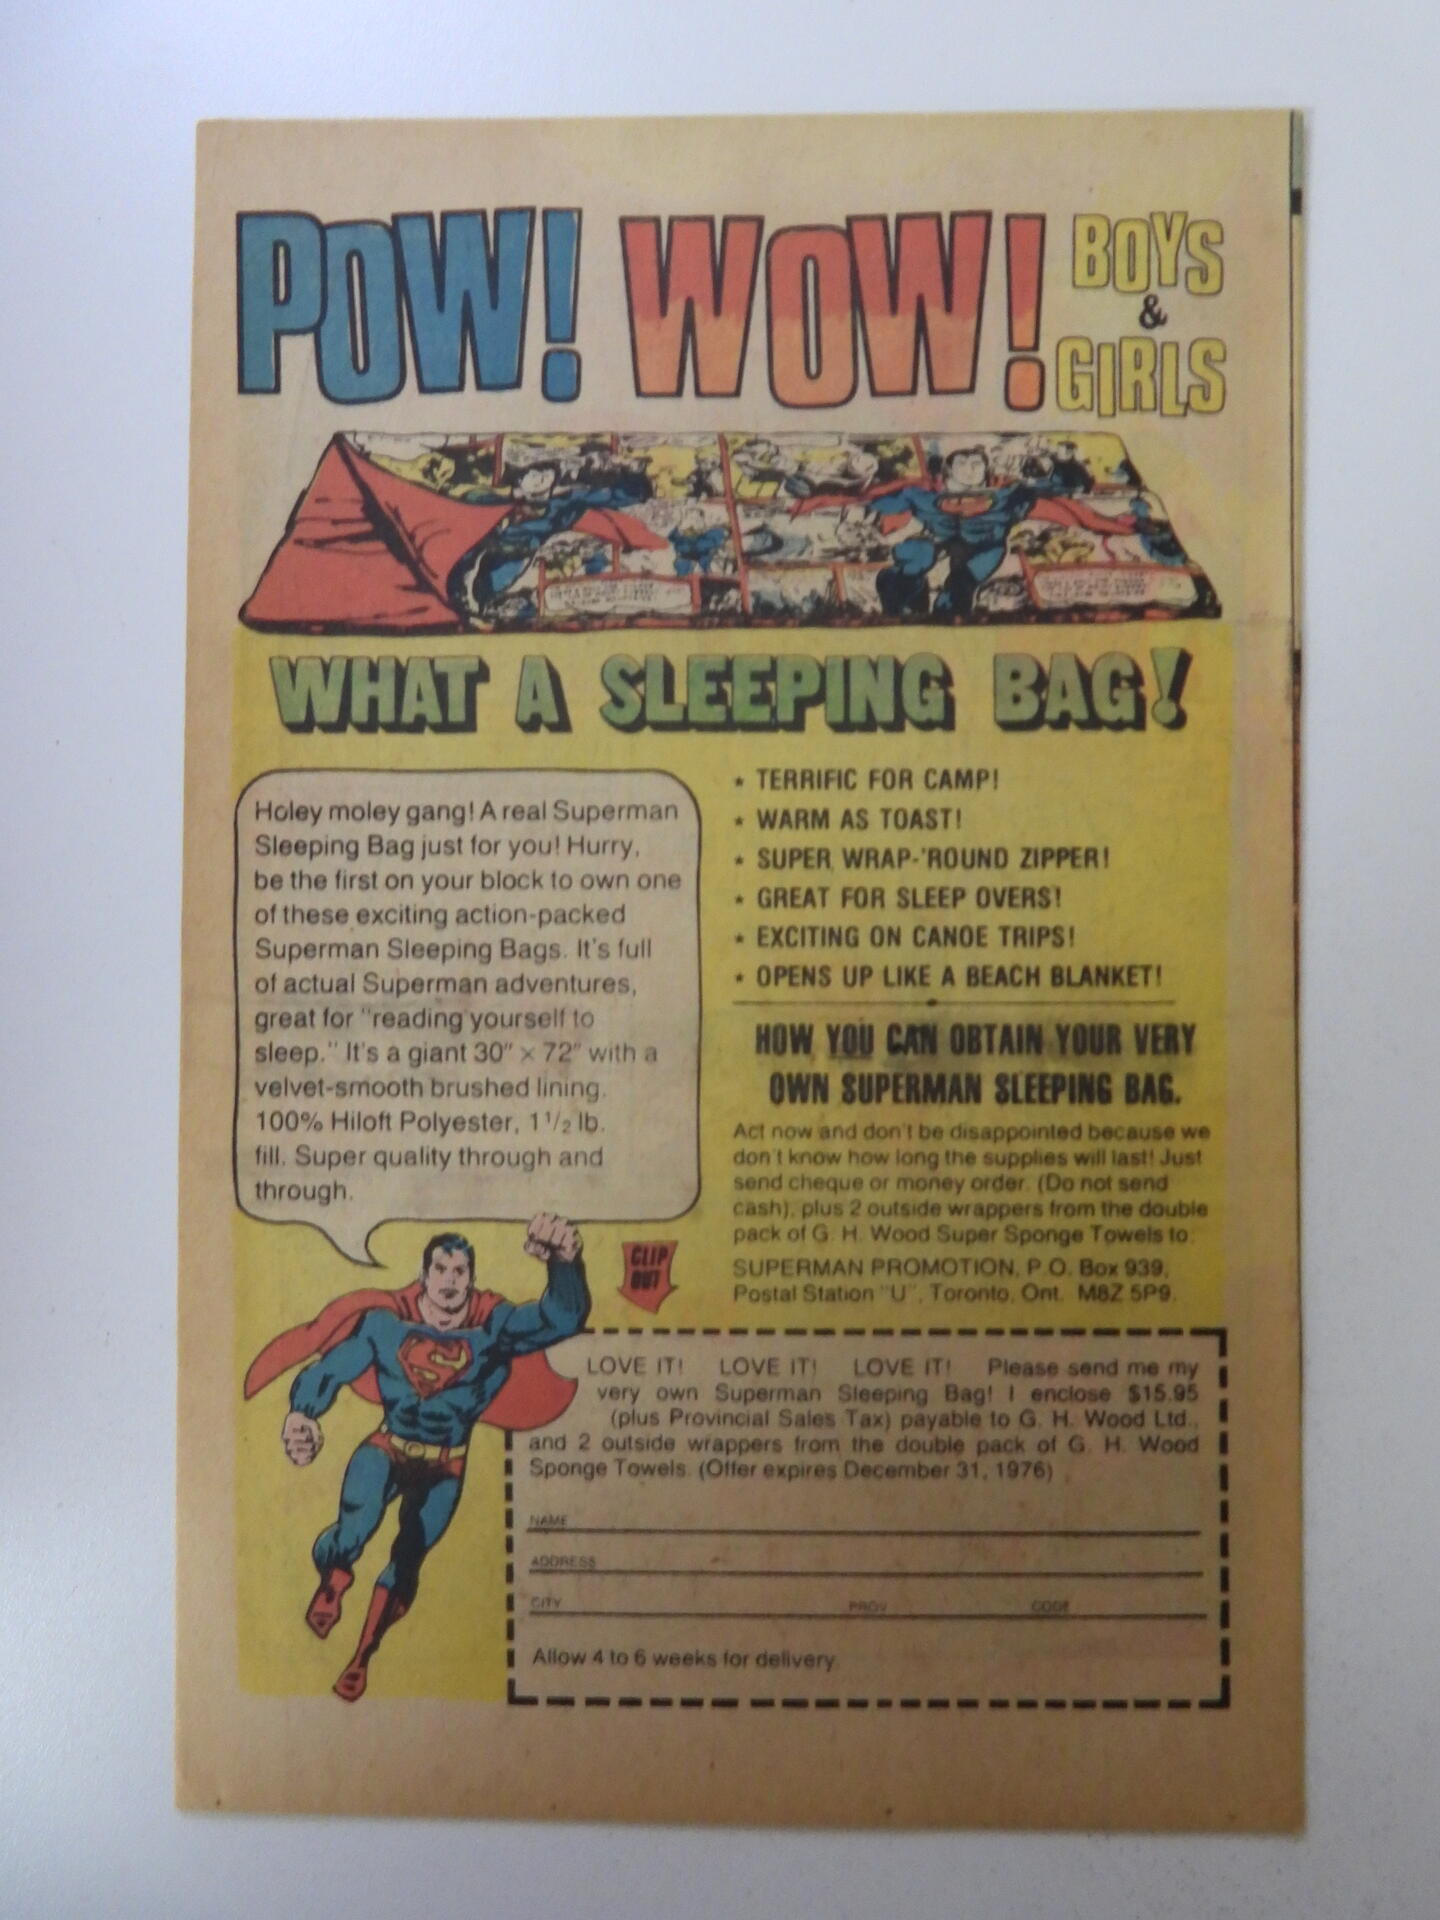 POW! WOW! BOYS
&
GIRLS
WHAT A SLEEPING BAG!
Holey moley gang! A real Superman
Sleeping Bag just for you! Hurry,
be the first on your block to own one
of these exciting action-packed
Superman Sleeping Bags. It's full
of actual Superman adventures,
great for "reading yourself to
sleep." It's a giant 30" × 72" with a
velvet-smooth brushed lining.
100% Hiloft Polyester, 1 1/2 lb.
fill. Super quality through and
through.
★ TERRIFIC FOR CAMP!
★ WARM AS TOAST!
★ SUPER WRAP-'ROUND ZIPPER!
★ GREAT FOR SLEEP OVERS!
★ EXCITING ON CANOE TRIPS!
★ OPENS UP LIKE A BEACH BLANKET!
HOW YOU CAN OBTAIN YOUR VERY
OWN SUPERMAN SLEEPING BAG.
Act now and don't be disappointed because we
don't know how long the supplies will last! Just
send cheque or money order. (Do not send
cash), plus 2 outside wrappers from the double
pack of G. H. Wood Super Sponge Towels to:
SUPERMAN PROMOTION, P.O. Box 939,
Postal Station "U", Toronto, Ont. M8Z 5P9.
CLIP
OUT
S
LOVE IT! LOVE IT! LOVE IT! Please send me my
very own Superman Sleeping Bag! I enclose $15.95
(plus Provincial Sales Tax) payable to G. H. Wood Ltd.,
and 2 outside wrappers from the double pack of G. H. Wood
Sponge Towels. (Offer expires December 31, 1976)
NAME
ADDRESS
CITY PROV. CODE
Allow 4 to 6 weeks for delivery.